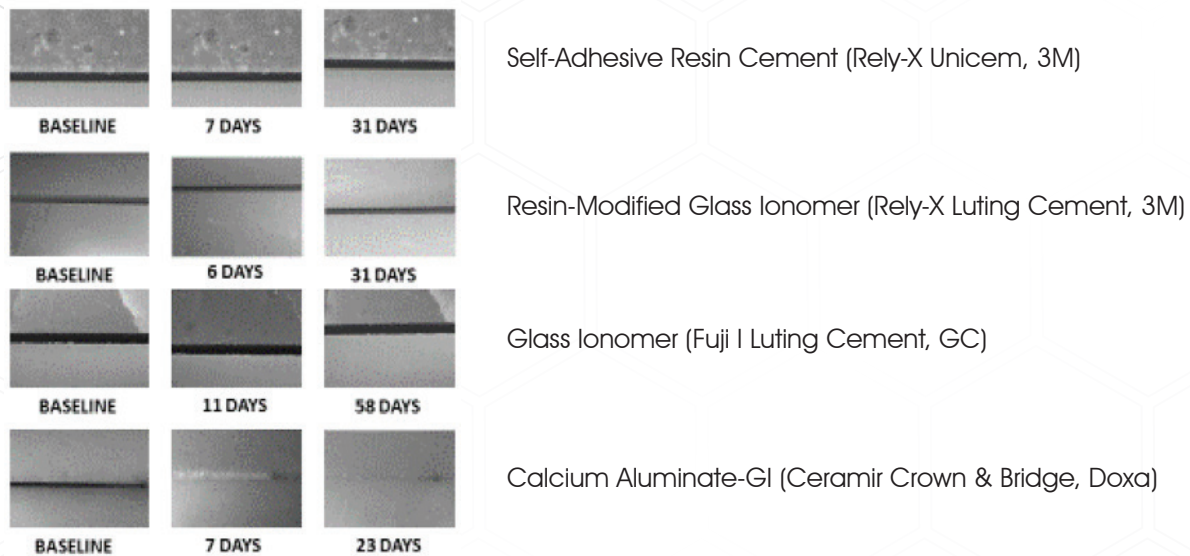 Self-Adhesive Resin Cement (Rely-X Unicem, 3M)
BASELINE 7 DAYS 31 DAYS
Resin-Modified Glass Ionomer (Rely-X Luting Cement, 3M)
BASELINE 6 DAYS 31 DAYS
Glass Ionomer (Fuji I Luting Cement, GC)
BASELINE 11 DAYS 58 DAYS
Calcium Aluminate-GI (Ceramir Crown & Bridge, Doxa)
BASELINE 7 DAYS 23 DAYS